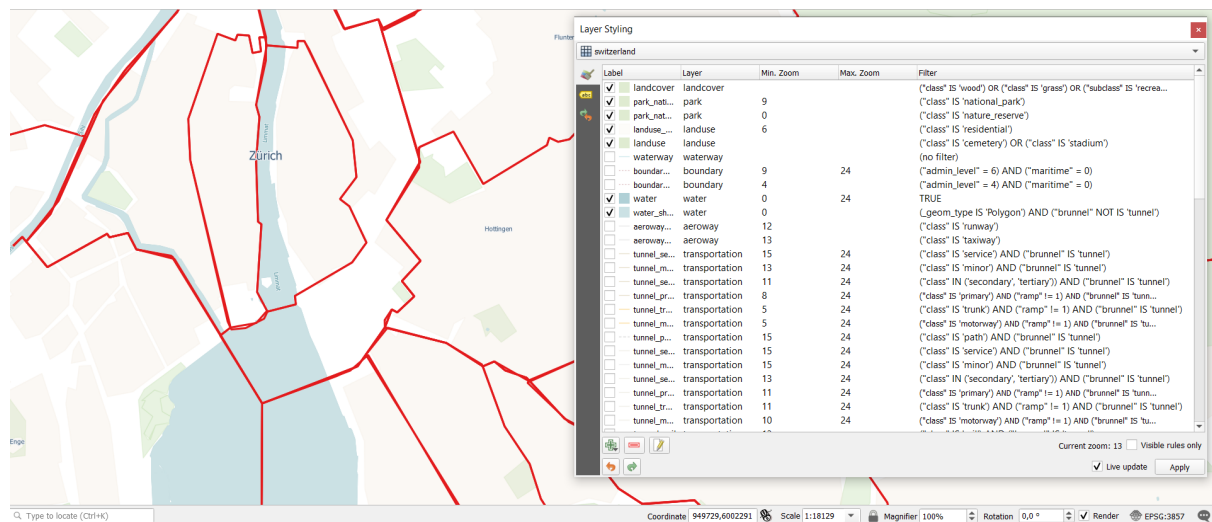 Layer Styling
switzerland
Label Layer Min. Zoom Max. Zoom Filter
landcover landcover ("class" IS 'wood') OR ("class" IS 'grass') OR ("subclass" IS 'recrea...
park_nati... park 9 ("class" IS 'national_park')
park_nat... park 0 ("class" IS 'nature_reserve')
landuse_... landuse 6 ("class" IS 'residential')
landuse landuse ("class" IS 'cemetery') OR ("class" IS 'stadium')
waterway waterway (no filter)
boundar... boundary 9 24 ("admin_level" = 6) AND ("maritime" = 0)
boundar... boundary 4 ("admin_level" = 4) AND ("maritime" = 0)
water water 0 24 TRUE
water_sh... water 0 (_geom_type IS 'Polygon') AND ("brunnel" NOT IS 'tunnel')
aeroway... aeroway 12 ("class" IS 'runway')
aeroway... aeroway 13 ("class" IS 'taxiway')
tunnel_se... transportation 15 24 ("class" IS 'service') AND ("brunnel" IS 'tunnel')
tunnel_m... transportation 13 24 ("class" IS 'minor') AND ("brunnel" IS 'tunnel')
tunnel_se... transportation 11 24 ("class" IN ('secondary', 'tertiary')) AND ("brunnel" IS 'tunnel')
tunnel_pr... transportation 8 24 ("class" IS 'primary') AND ("ramp" != 1) AND ("brunnel" IS 'tunn...
tunnel_tr... transportation 5 24 ("class" IS 'trunk') AND ("ramp" != 1) AND ("brunnel" IS 'tunnel')
tunnel_m... transportation 5 24 ("class" IS 'motorway') AND ("ramp" != 1) AND ("brunnel" IS 'tu...
tunnel_p... transportation 15 24 ("class" IS 'path') AND ("brunnel" IS 'tunnel')
tunnel_se... transportation 15 24 ("class" IS 'service') AND ("brunnel" IS 'tunnel')
tunnel_m... transportation 15 24 ("class" IS 'minor') AND ("brunnel" IS 'tunnel')
tunnel_se... transportation 13 24 ("class" IN ('secondary', 'tertiary')) AND ("brunnel" IS 'tunnel')
tunnel_pr... transportation 11 24 ("class" IS 'primary') AND ("ramp" != 1) AND ("brunnel" IS 'tunn...
tunnel_tr... transportation 11 24 ("class" IS 'trunk') AND ("ramp" != 1) AND ("brunnel" IS 'tunnel')
tunnel_m... transportation 10 24 ("class" IS 'motorway') AND ("ramp" != 1) AND ("brunnel" IS 'tu...
Current zoom: 13 Visible rules only
Live update Apply
abc
Flunter
Limmat
Zürich
Hottingen
Limmat
Enge
Type to locate (Ctrl+K) Coordinate 949729,6002291 Scale 1:18129 Magnifier 100% Rotation 0,0 ° Render EPSG:3857